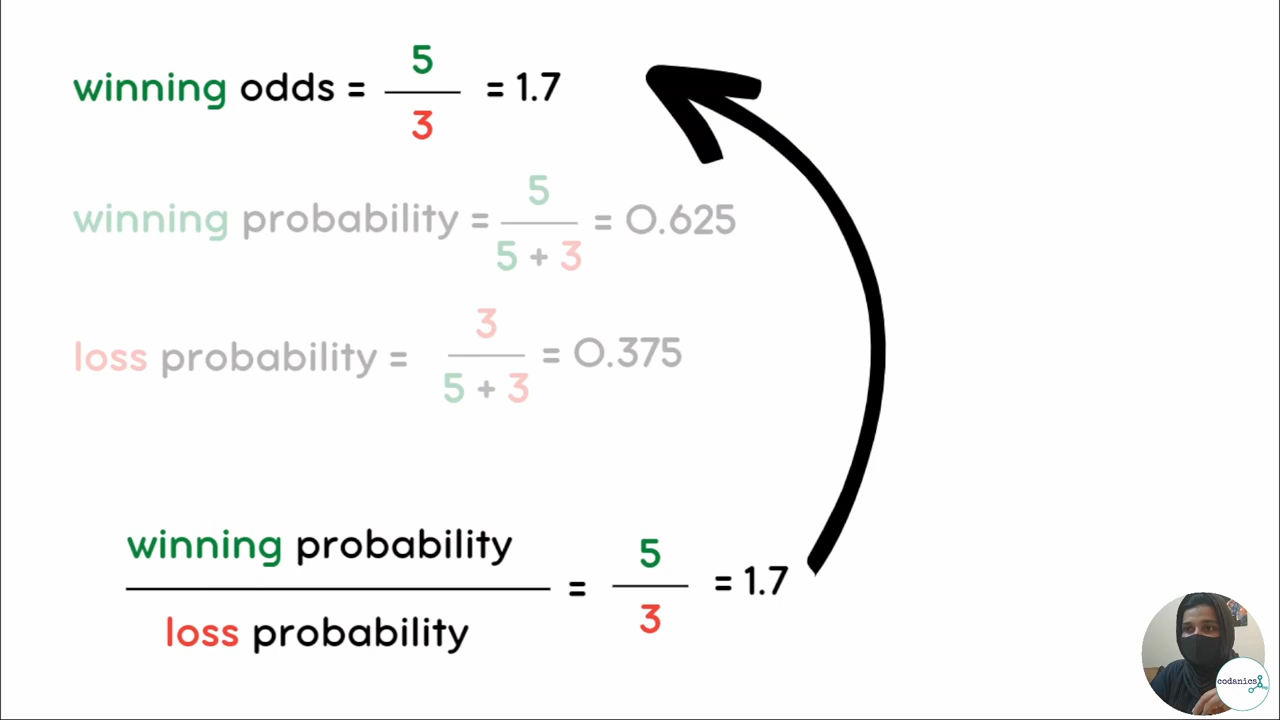 winning odds = 5/3 = 1.7
winning probability = 5/(5 + 3) = 0.625
loss probability = 3/(5 + 3) = 0.375
winning probability
loss probability
= 5/3 = 1.7
codanics